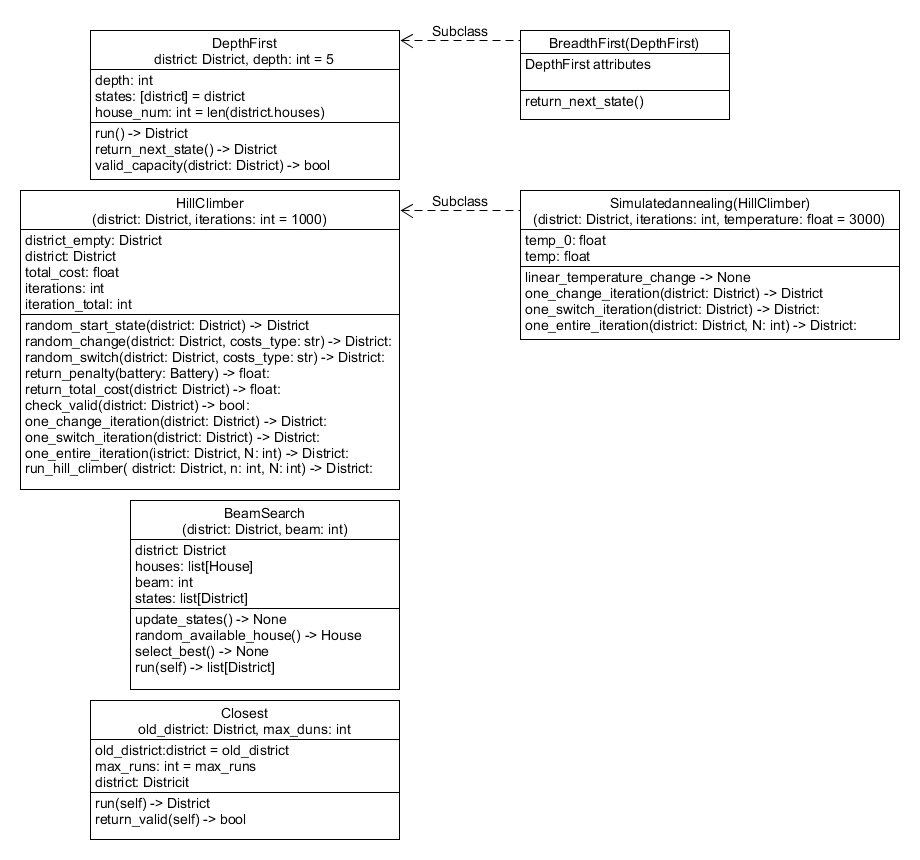 DepthFirst
district: District, depth: int = 5
depth: int
states: [district] = district
house_num: int = len(district.houses)
run() -> District
return_next_state() -> District
valid_capacity(district: District) -> bool
Subclass
BreadthFirst(DepthFirst)
DepthFirst attributes
return_next_state()
HillClimber
(district: District, iterations: int = 1000)
district_empty: District
district: District
total_cost: float
iterations: int
iteration_total: int
random_start_state(district: District) -> District
random_change(district: District, costs_type: str) -> District:
random_switch(district: District, costs_type: str) -> District:
return_penalty(battery: Battery) -> float:
return_total_cost(district: District) -> float:
check_valid(district: District) -> bool:
one_change_iteration(district: District) -> District:
one_switch_iteration(district: District) -> District:
one_entire_iteration(istrict: District, N: int) -> District:
run_hill_climber( district: District, n: int, N: int) -> District:
Subclass
Simulatedannealing(HillClimber)
(district: District, iterations: int, temperature: float = 3000)
temp_0: float
temp: float
linear_temperature_change -> None
one_change_iteration(district: District) -> District
one_switch_iteration(district: District) -> District:
one_entire_iteration(district: District, N: int) -> District:
BeamSearch
(district: District, beam: int)
district: District
houses: list[House]
beam: int
states: list[District]
update_states() -> None
random_available_house() -> House
select_best() -> None
run(self) -> list[District]
Closest
old_district: District, max_duns: int
old_district:district = old_district
max_runs: int = max_runs
district: Districit
run(self) -> District
return_valid(self) -> bool